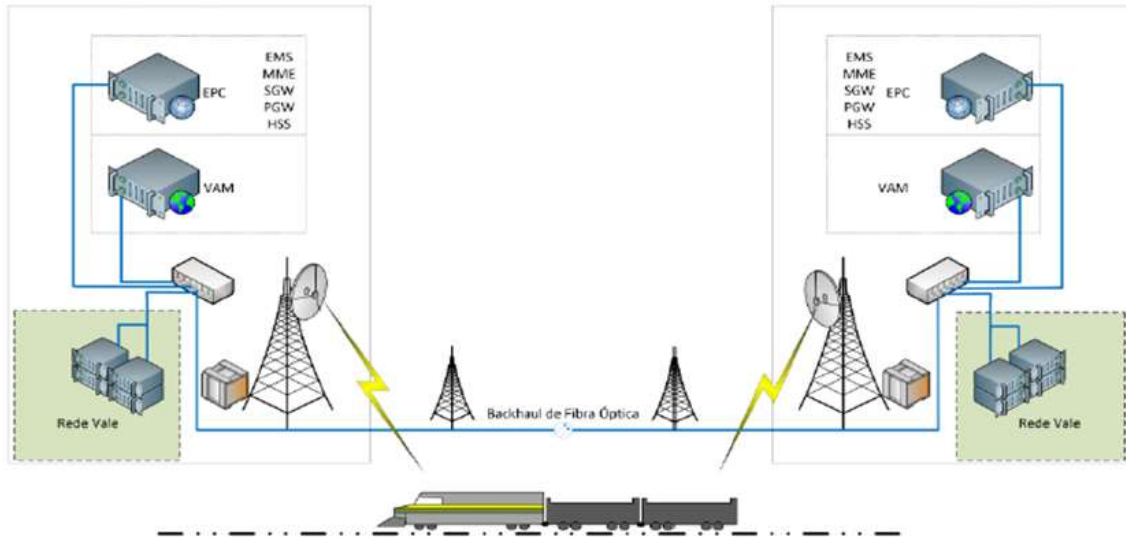 EMS
MME
SGW
EPC
PGW
HSS
VAM
Rede Vale
Backhaul de Fibra Óptica
EMS
MME
SGW
EPC
PGW
HSS
VAM
Rede Vale